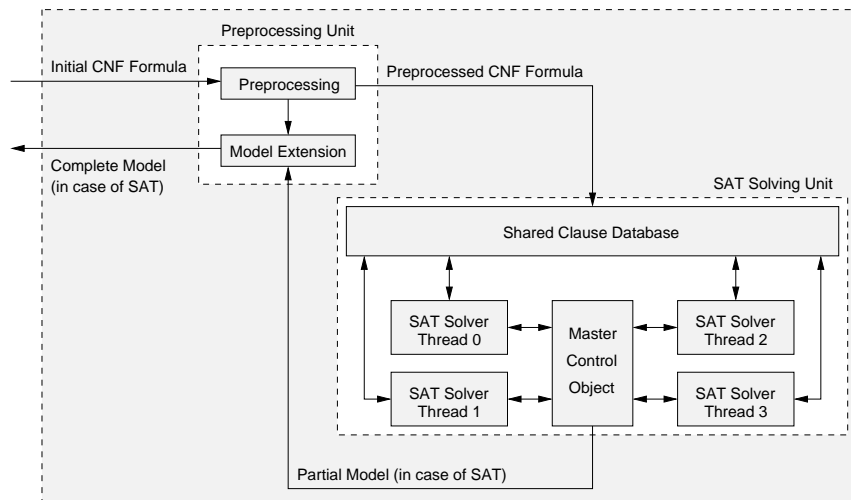 Preprocessing Unit
Initial CNF Formula
Preprocessing
Preprocessed CNF Formula
Model Extension
Complete Model
(in case of SAT)
SAT Solving Unit
Shared Clause Database
SAT Solver
Thread 0
Master
Control
Object
SAT Solver
Thread 2
SAT Solver
Thread 1
SAT Solver
Thread 3
Partial Model (in case of SAT)